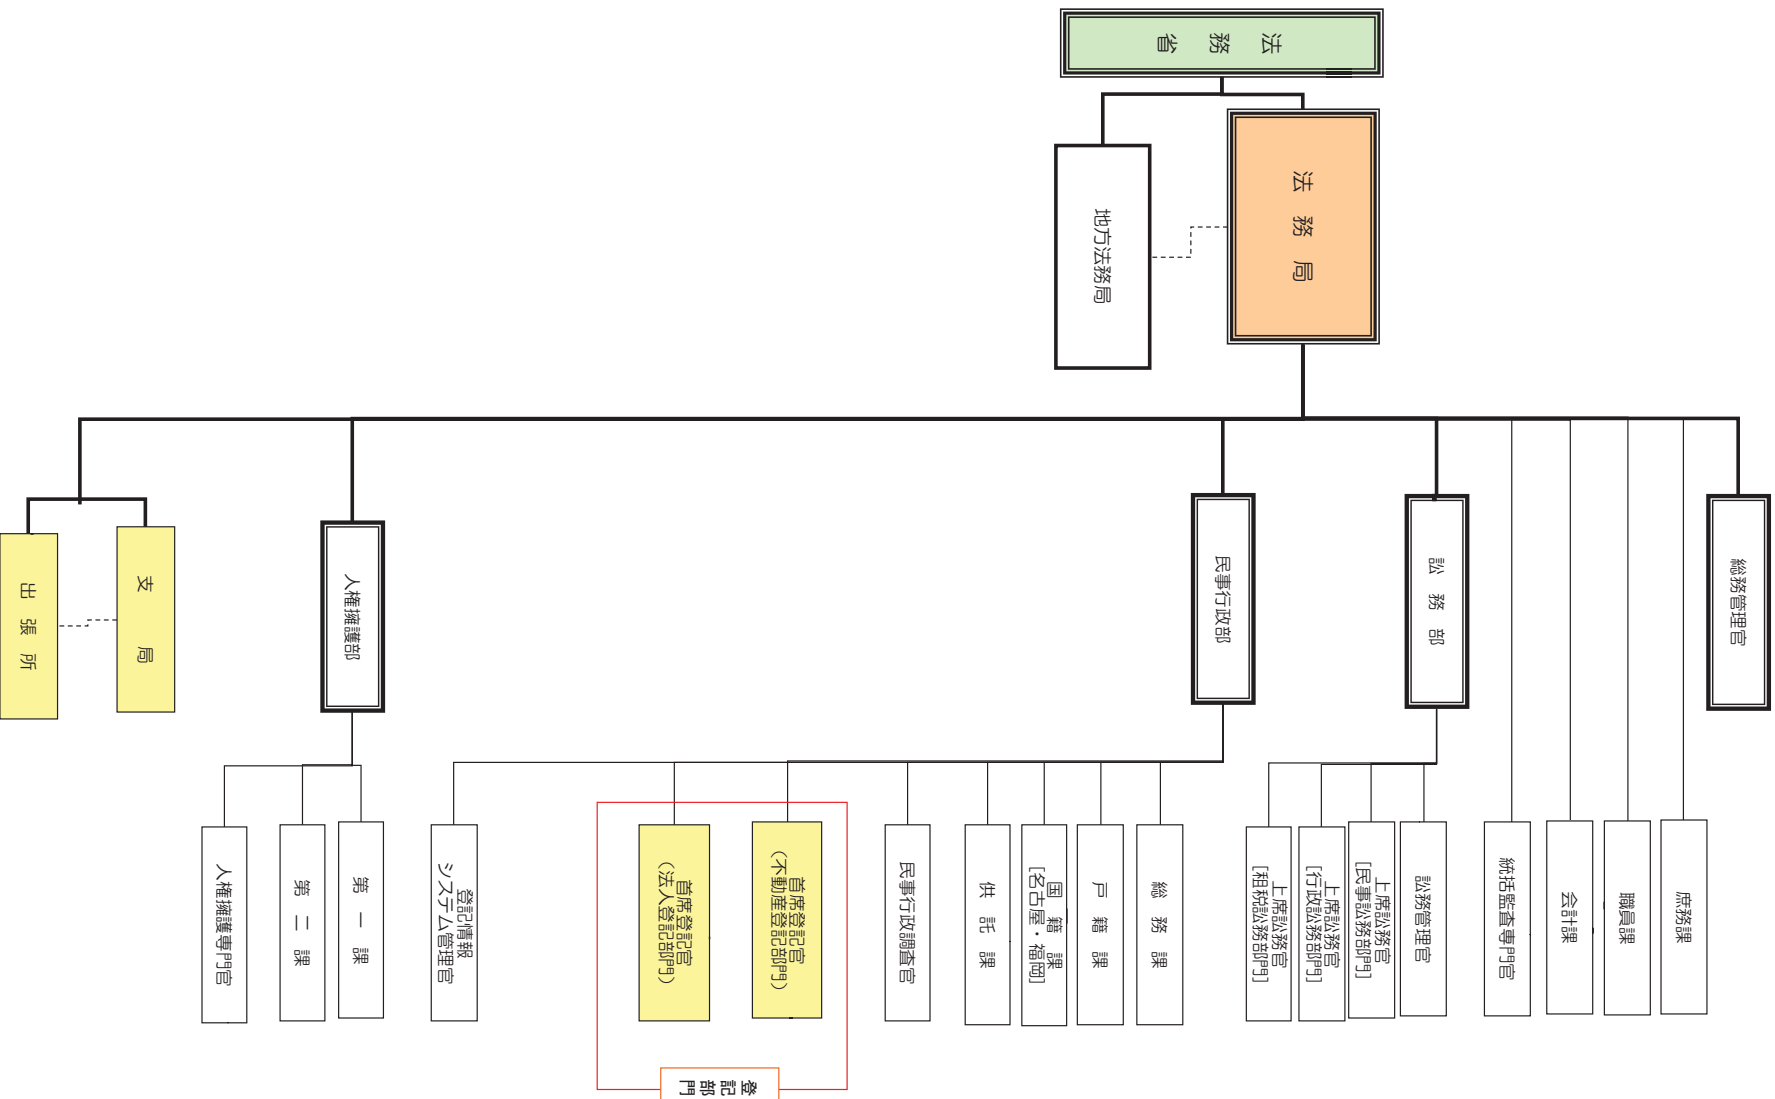 法務省
法務局
地方法務局
総務管理官
庶務課
職員課
会計課
統括監査専門官
訟務部
訟務管理官
上席訟務官
[民事訟務部門]
上席訟務官
[行政訟務部門]
上席訟務官
[租税訟務部門]
民事行政部
総務課
戸籍課
国籍課
[名古屋・福岡]
供託課
民事行政調査官
首席登記官
(不動産登記部門)
首席登記官
(法人登記部門)
登記部門
登記情報
システム管理官
人権擁護部
第一課
第二課
人権擁護専門官
支局
出張所